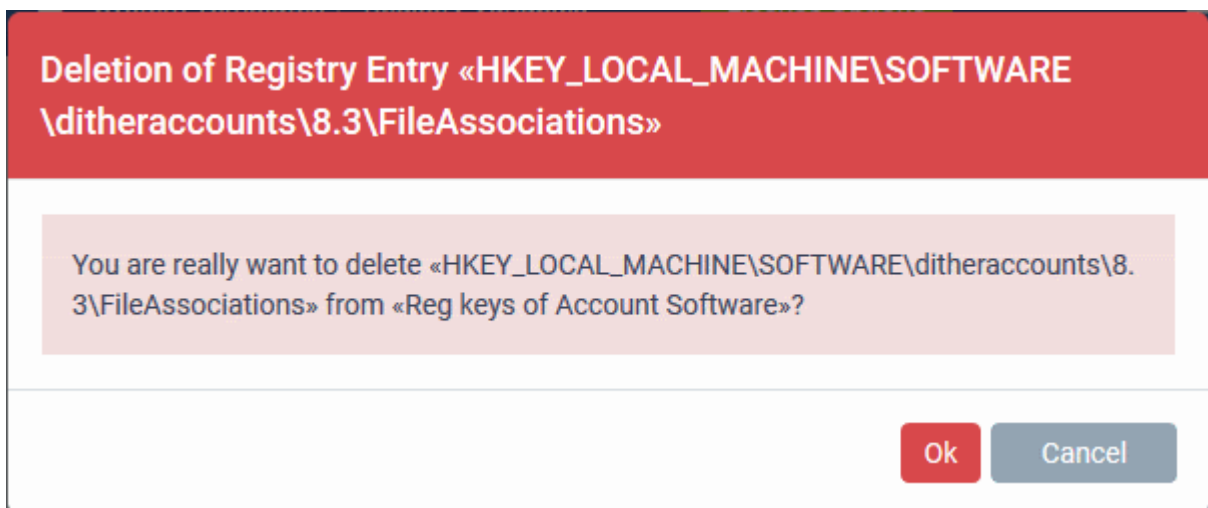 Deletion of Registry Entry «HKEY_LOCAL_MACHINE\SOFTWARE
\ditheraccounts\8.3\FileAssociations»
You are really want to delete «HKEY_LOCAL_MACHINE\SOFTWARE\ditheraccounts\8.
3\FileAssociations» from «Reg keys of Account Software»?
Ok
Cancel